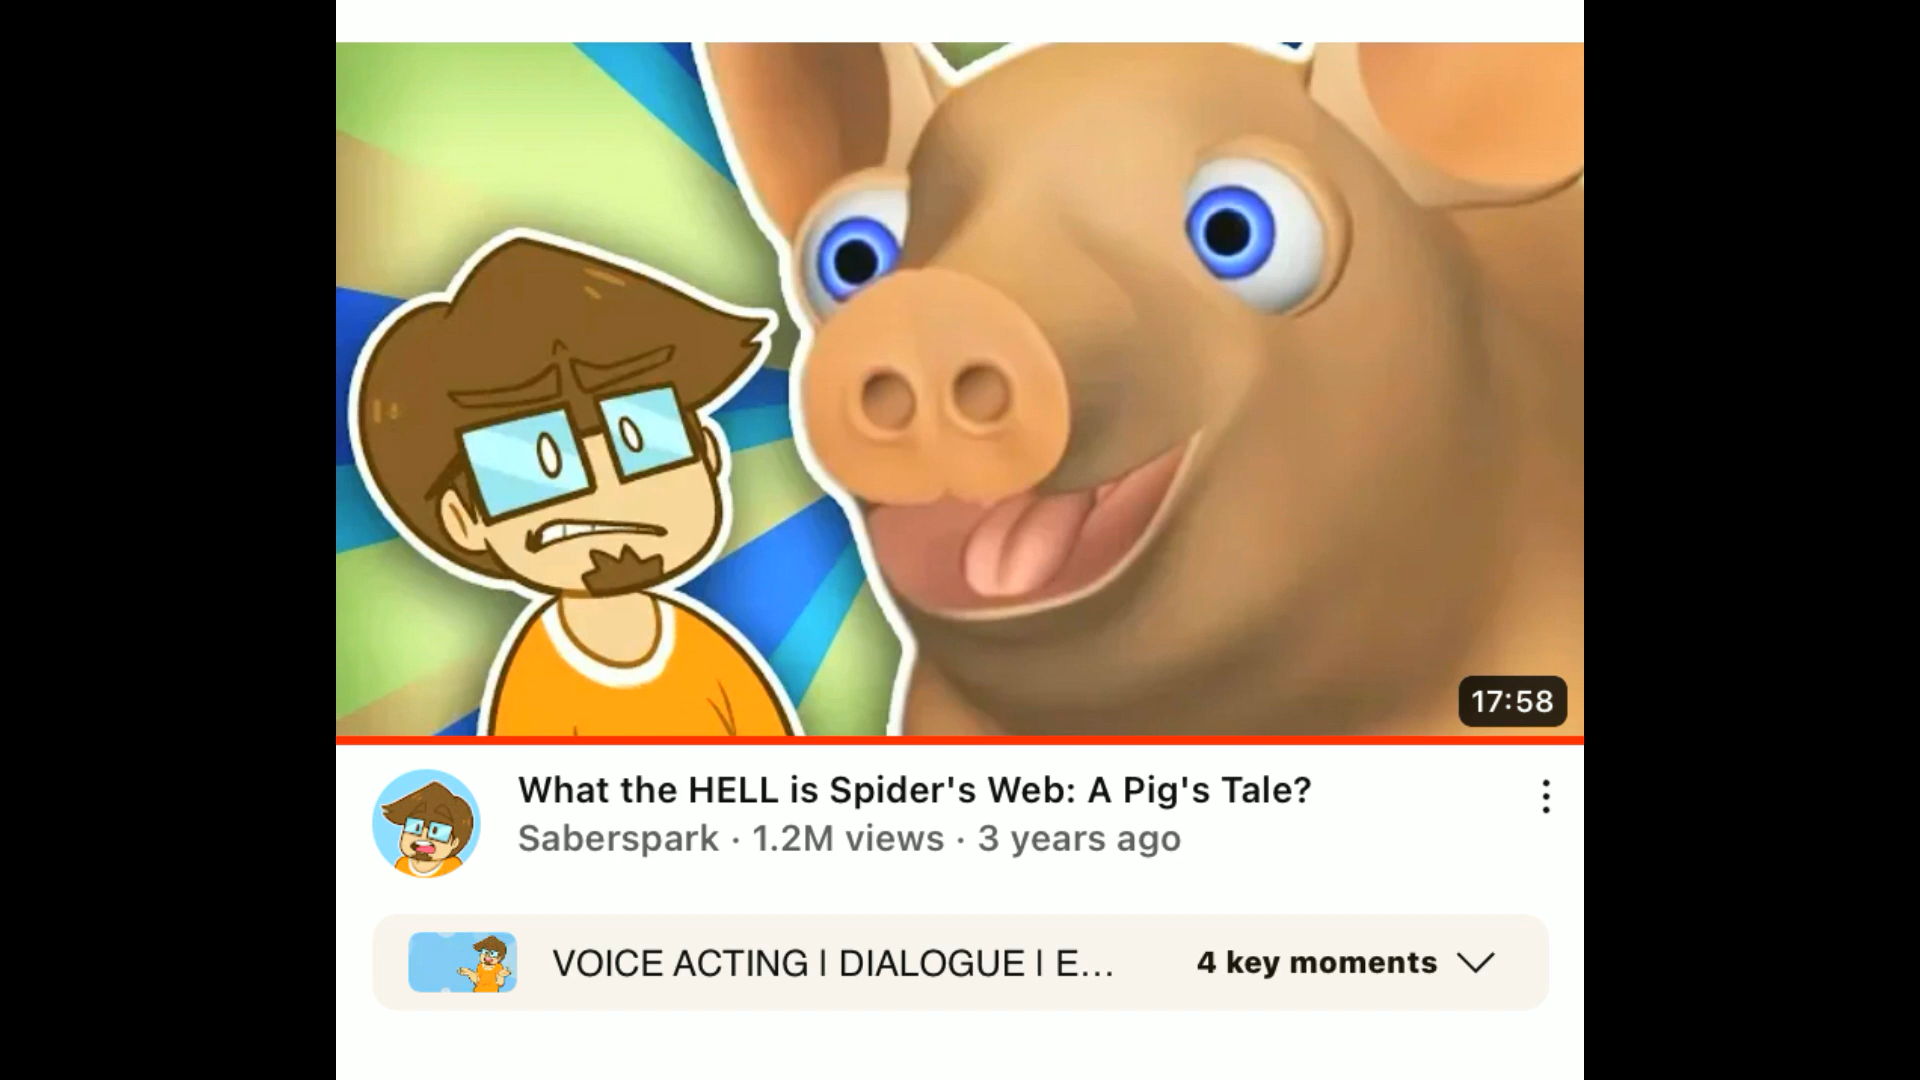 17:58
What the HELL is Spider's Web: A Pig's Tale?
Saberspark · 1.2M views · 3 years ago
VOICE ACTING | DIALOGUE | E... 4 key moments